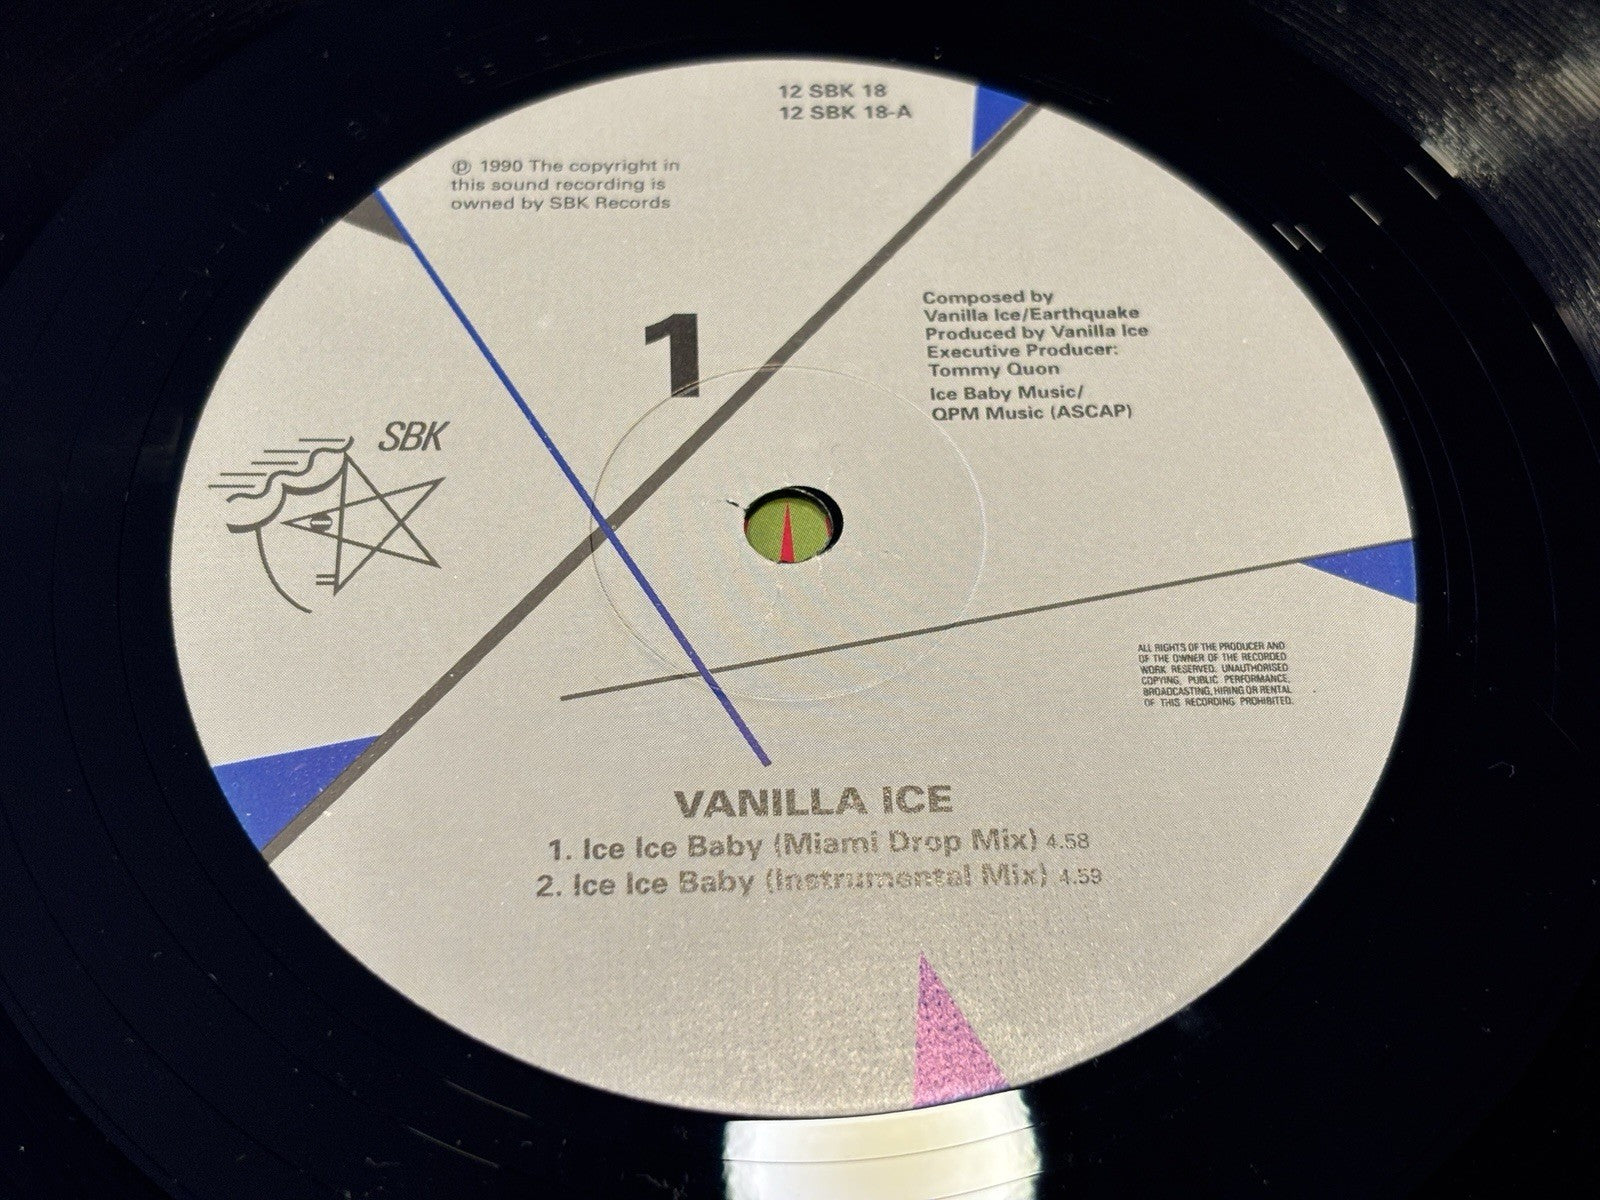 12 SBK 18
12 SBK 18-A
℗ 1990 The copyright in
this sound recording is
owned by SBK Records
1
Composed by
Vanilla Ice/Earthquake
Produced by Vanilla Ice
Executive Producer:
Tommy Quon
Ice Baby Music/
QPM Music (ASCAP)
SBK
ALL RIGHTS OF THE PRODUCER AND
OF THE OWNER OF THE RECORDED
WORK RESERVED. UNAUTHORISED
COPYING, PUBLIC PERFORMANCE,
BROADCASTING, HIRING OR RENTAL
OF THIS RECORDING PROHIBITED.
VANILLA ICE
1. Ice Ice Baby (Miami Drop Mix) 4.58
2. Ice Ice Baby (Instrumental Mix) 4.59